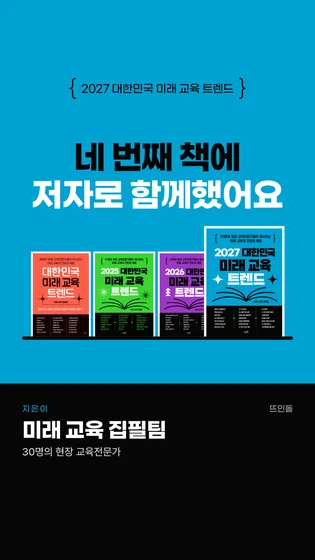 { 2027 대한민국 미래 교육 트렌드 }
네 번째 책에
저자로 함께했어요
대한민국
미래 교육
트렌드
2025 대한민국
미래 교육
트렌드
2026 대한민국
미래 교육
트렌드
2027 대한민국
미래 교육
트렌드
지은이
뜨인돌
미래 교육 집필팀
30명의 현장 교육전문가